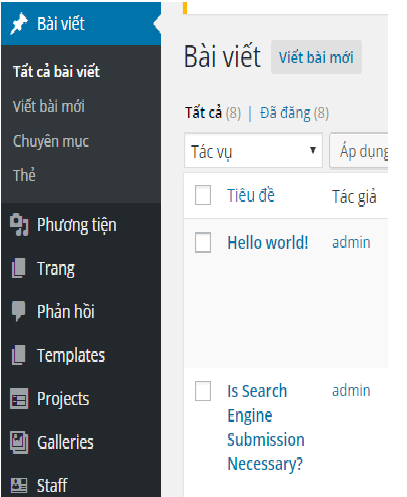 Bài viết
Tất cả bài viết
Viết bài mới
Chuyên mục
Thẻ
Phương tiện
Trang
Phản hồi
Templates
Projects
Galleries
Staff
Bài viết Viết bài mới
Tất cả (8) | Đã đăng (8)
Tác vụ Áp dụng
Tiêu đề Tác giả
Hello world! admin
Is Search admin
Engine
Submission
Necessary?